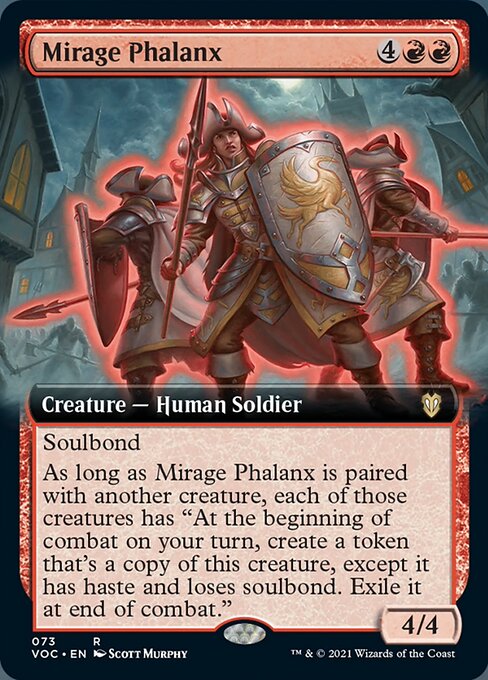 Mirage Phalanx 4
Creature — Human Soldier
Soulbond
As long as Mirage Phalanx is paired
with another creature, each of those
creatures has “At the beginning of
combat on your turn, create a token
that’s a copy of this creature, except it
has haste and loses soulbond. Exile it
at end of combat.”
4/4
073 R
VOC • EN Scott Murphy
™ & © 2021 Wizards of the Coast